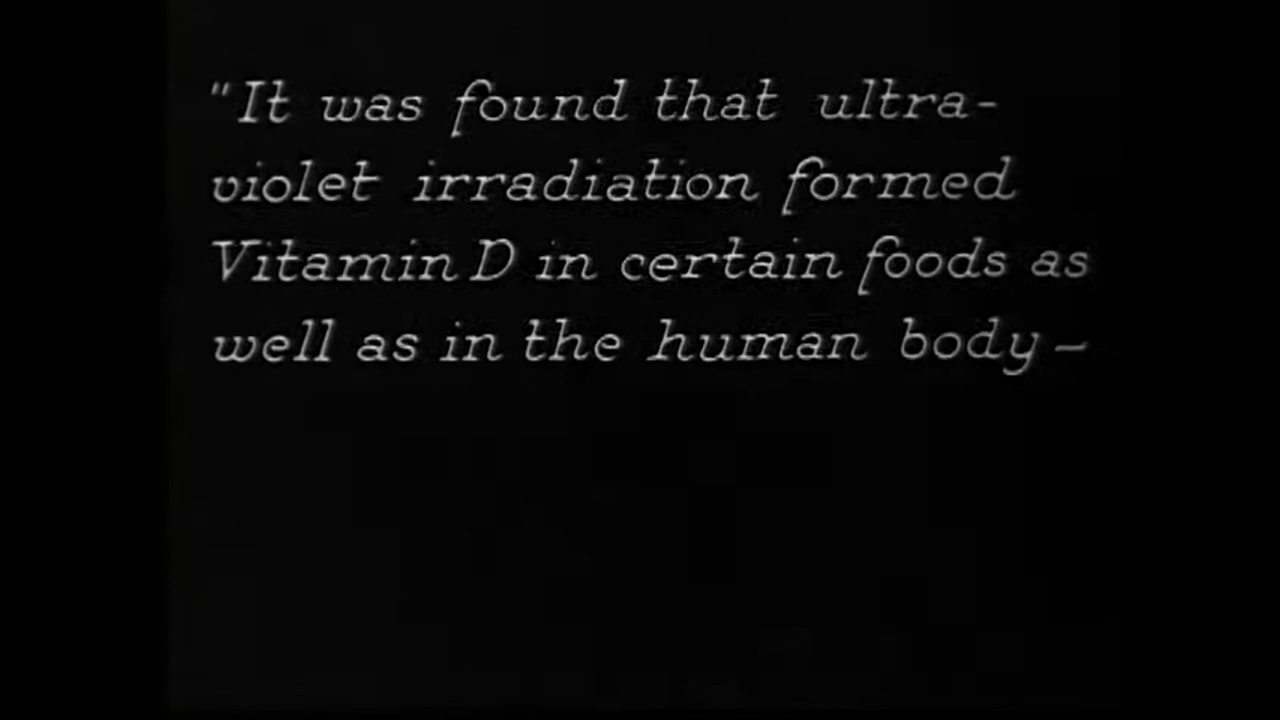 "It was found that ultra-
violet irradiation formed
Vitamin D in certain foods as
well as in the human body –